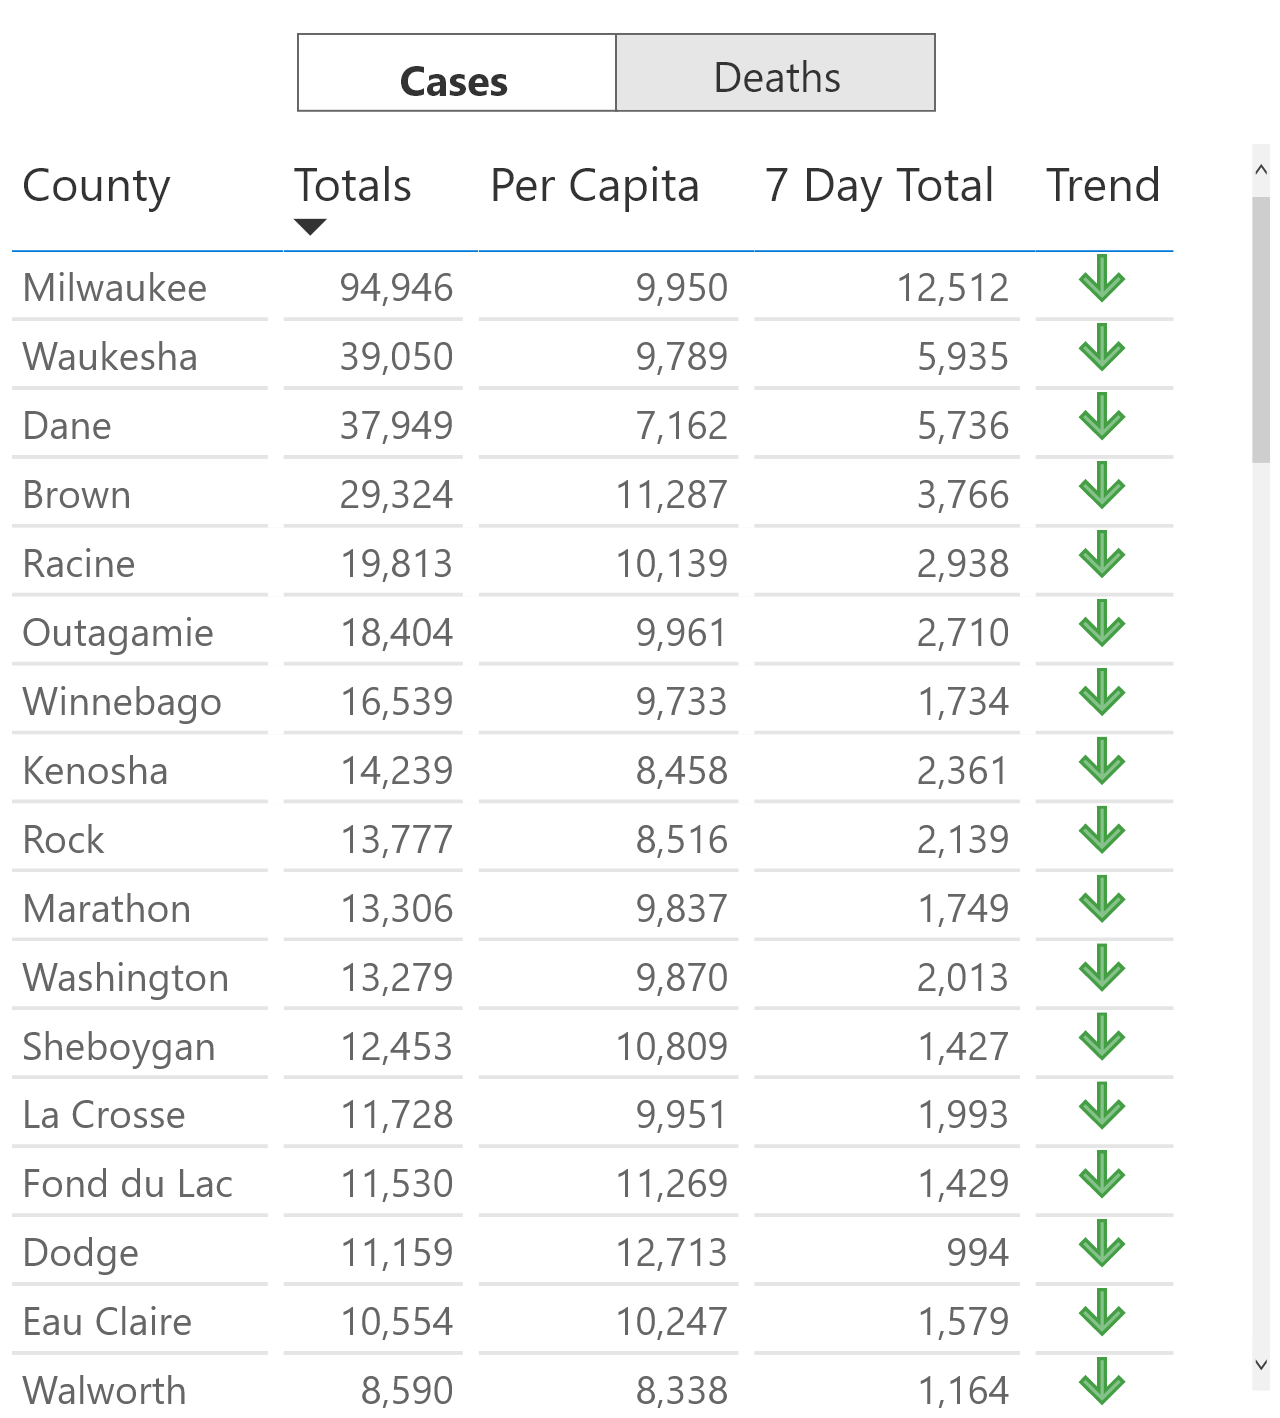 Cases Deaths
County Totals Per Capita 7 Day Total Trend
Milwaukee 94,946 9,950 12,512
Waukesha 39,050 9,789 5,935
Dane 37,949 7,162 5,736
Brown 29,324 11,287 3,766
Racine 19,813 10,139 2,938
Outagamie 18,404 9,961 2,710
Winnebago 16,539 9,733 1,734
Kenosha 14,239 8,458 2,361
Rock 13,777 8,516 2,139
Marathon 13,306 9,837 1,749
Washington 13,279 9,870 2,013
Sheboygan 12,453 10,809 1,427
La Crosse 11,728 9,951 1,993
Fond du Lac 11,530 11,269 1,429
Dodge 11,159 12,713 994
Eau Claire 10,554 10,247 1,579
Walworth 8,590 8,338 1,164